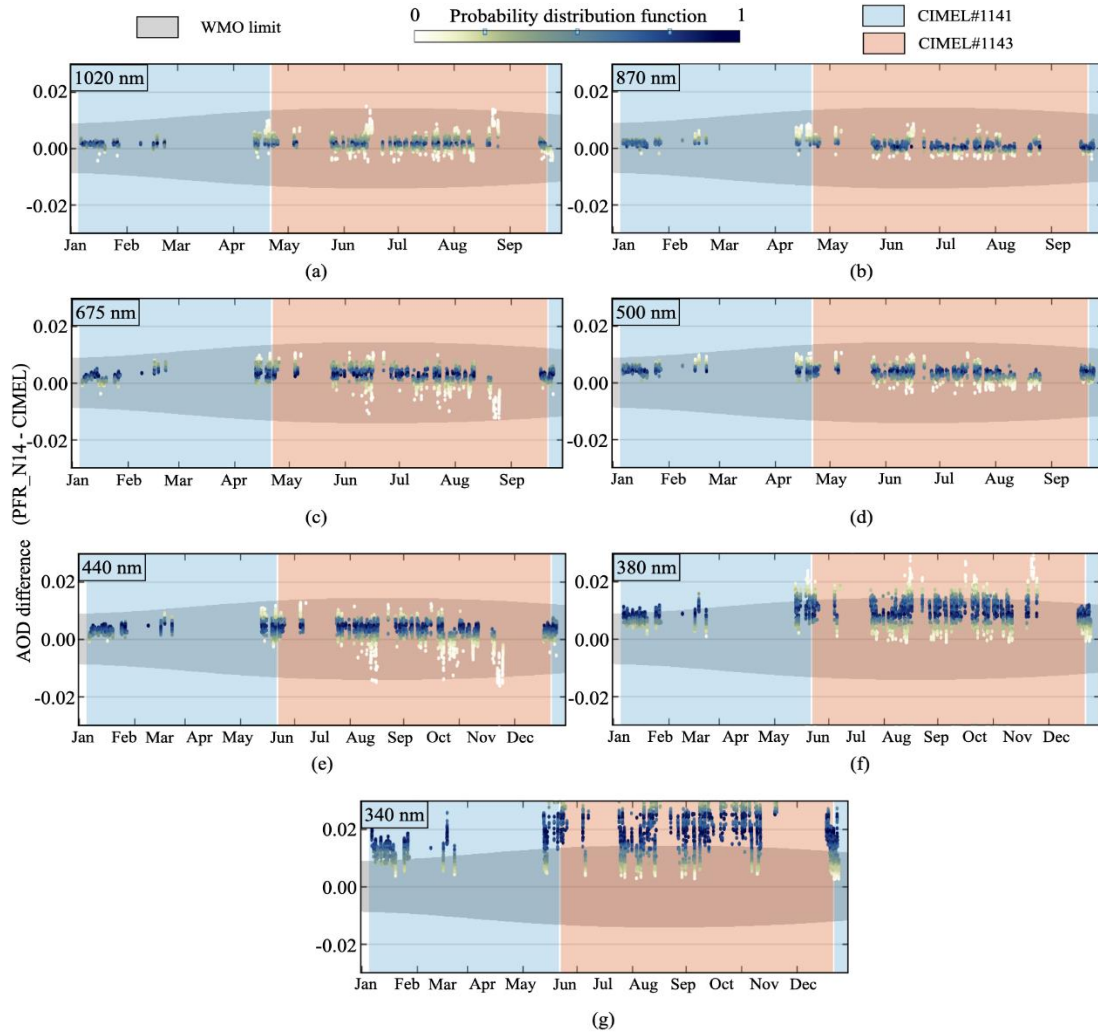 WMO limit
0 Probability distribution function 1
CIMEL#1141
CIMEL#1143
1020 nm
0.02
0.00
-0.02
Jan Feb Mar Apr May Jun Jul Aug Sep
(a)
870 nm
0.02
0.00
-0.02
Jan Feb Mar Apr May Jun Jul Aug Sep
(b)
675 nm
0.02
0.00
-0.02
Jan Feb Mar Apr May Jun Jul Aug Sep
(c)
500 nm
0.02
0.00
-0.02
Jan Feb Mar Apr May Jun Jul Aug Sep
(d)
AOD difference (PFR_N14 - CIMEL)
440 nm
0.02
0.00
-0.02
Jan Feb Mar May Jun Aug Sep Oct Nov Dec
(e)
380 nm
0.02
0.00
-0.02
Jan Feb Mar May Jun Jul Aug Sep Oct Nov Dec
(f)
340 nm
0.02
0.00
-0.02
Jan Feb Mar May Jun Jul Aug Sep Oct Nov Dec
(g)